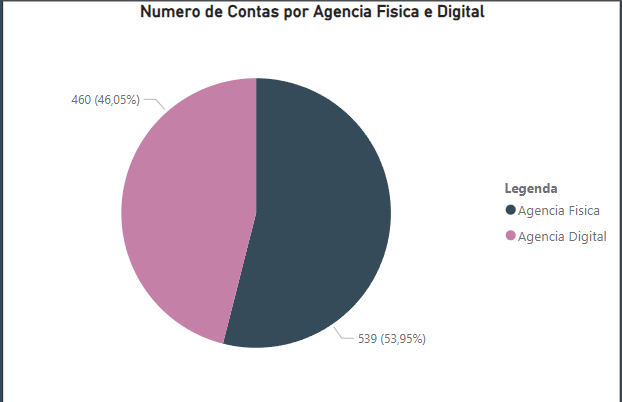 Numero de Contas por Agencia Fisica e Digital
460 (46,05%)
Legenda
Agencia Fisica
Agencia Digital
539 (53,95%)